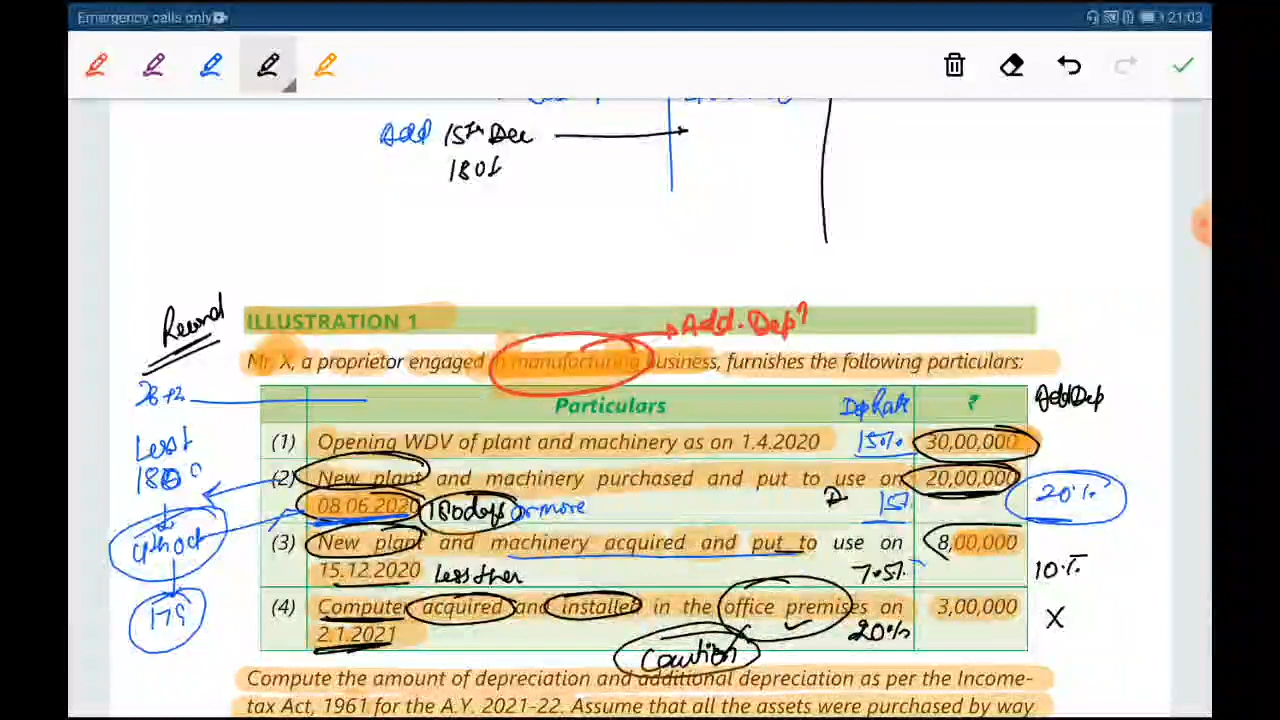 Emergency calls only
21:03
Add 15th Dec
180d
Record
ILLUSTRATION 1
Add. Dep?
Mr. X, a proprietor engaged in manufacturing business, furnishes the following particulars:
Particulars Dep Rate ₹ Add Dep
(1) Opening WDV of plant and machinery as on 1.4.2020 15% 30,00,000
Less
180
(2) New plant and machinery purchased and put to use on 20,00,000
08.06.2020 180days or more 15% 20%
4th Oct
(3) New plant and machinery acquired and put to use on 8,00,000
15.12.2020 Less then 7.5% 10%
179
(4) Computer acquired and installed in the office premises on 3,00,000 X
2.1.2021 20%
Caution
Compute the amount of depreciation and additional depreciation as per the Income-
tax Act, 1961 for the A.Y. 2021-22. Assume that all the assets were purchased by way